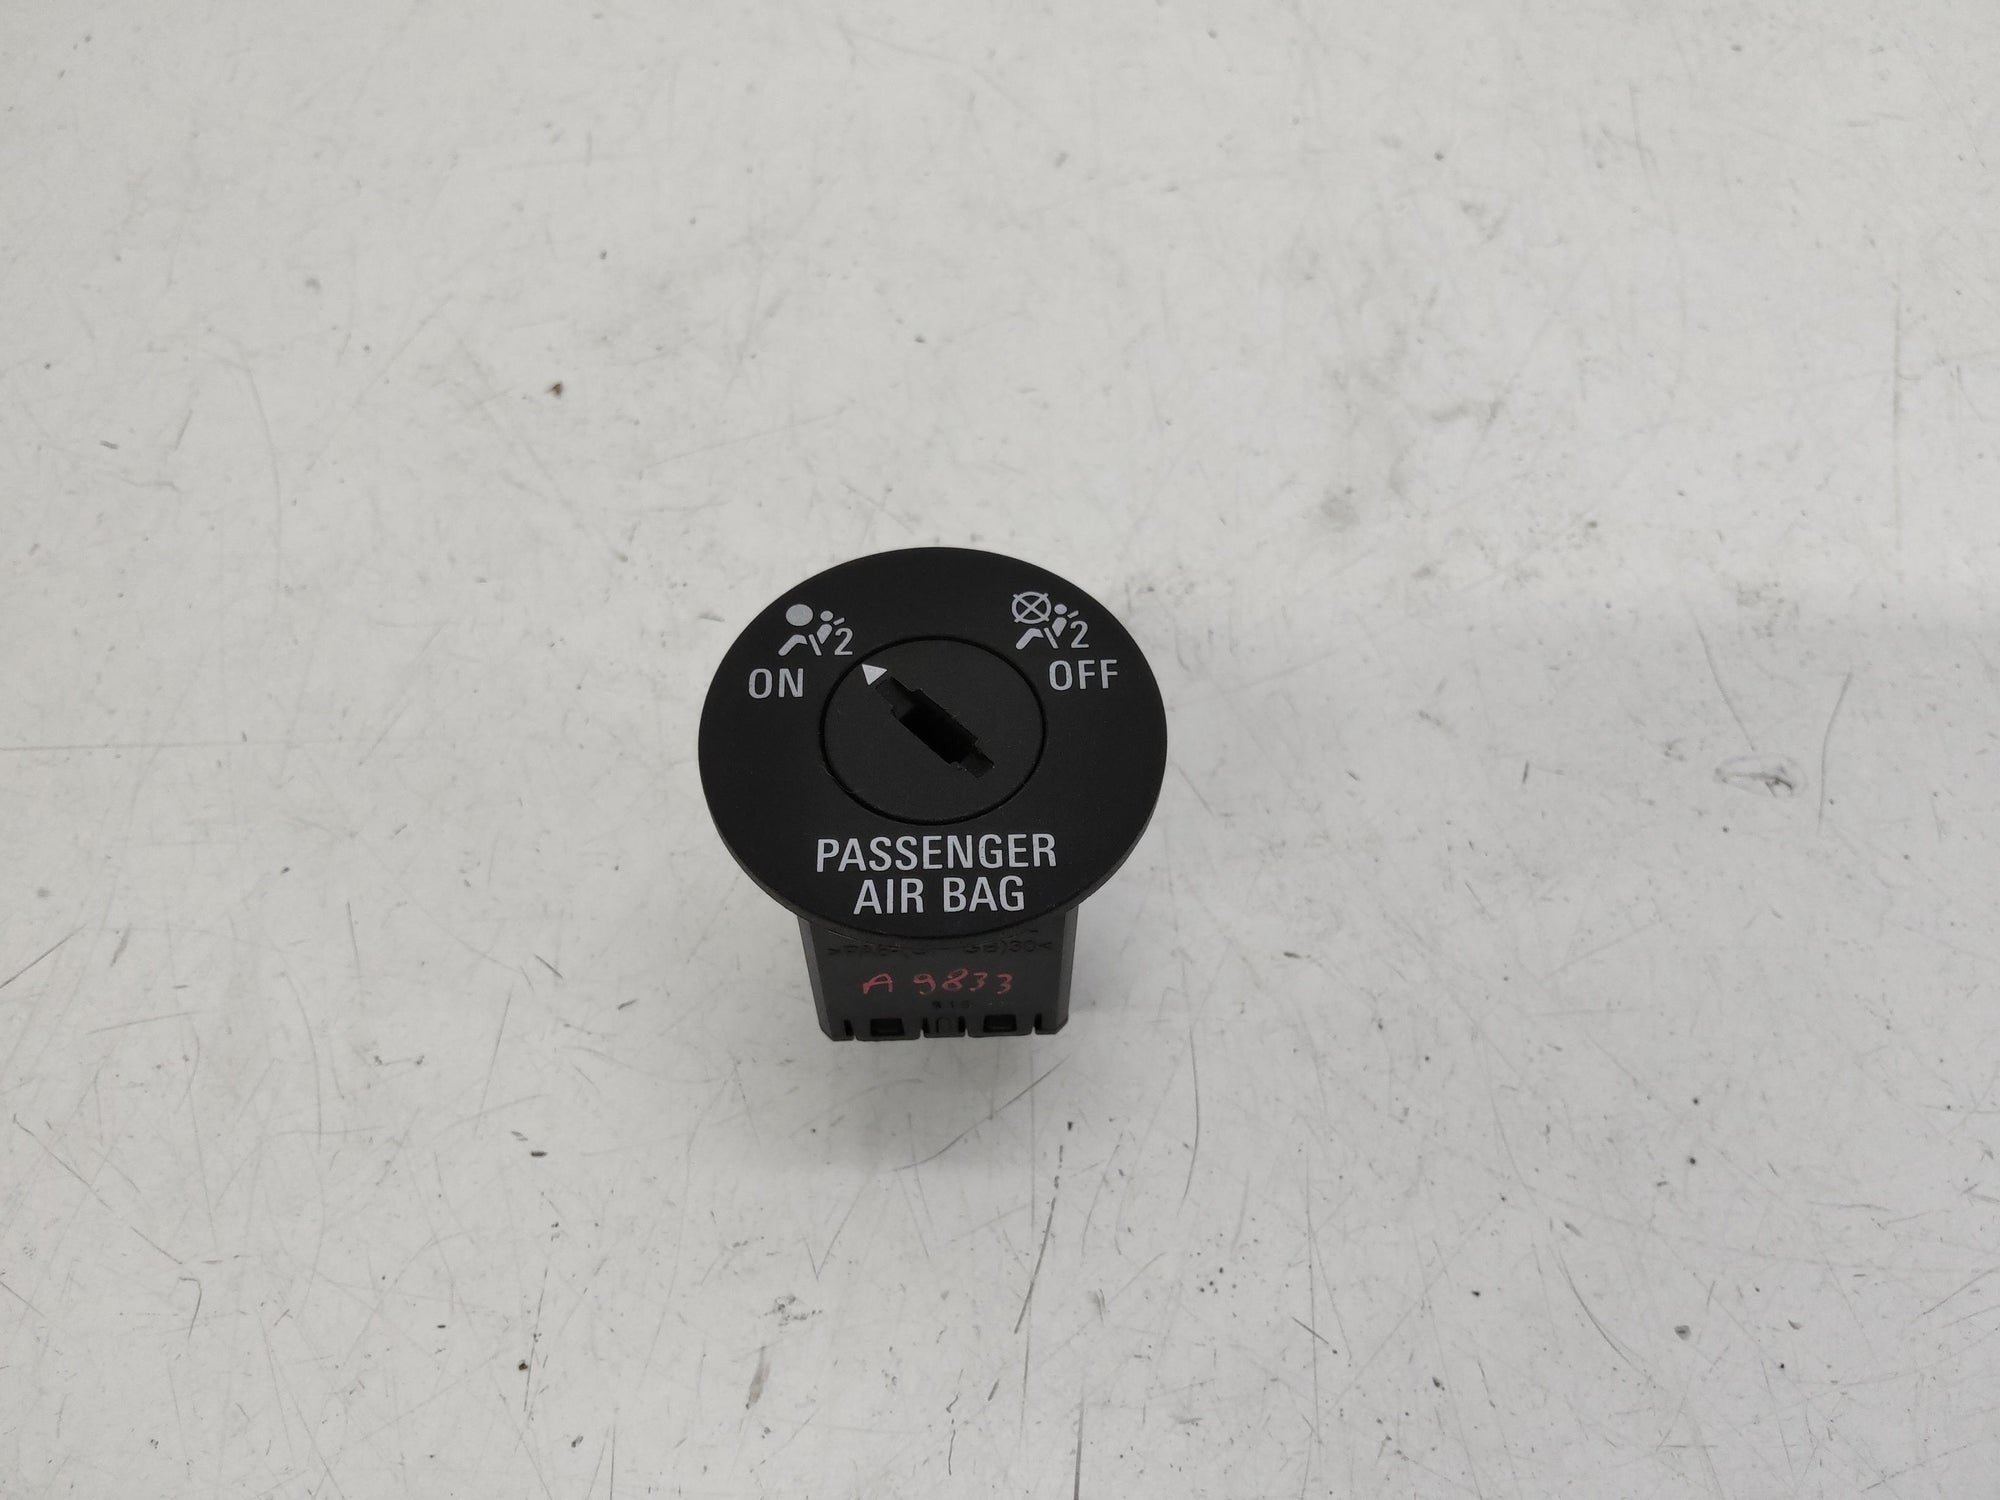 2 2
ON OFF
PASSENGER
AIR BAG
A 9833